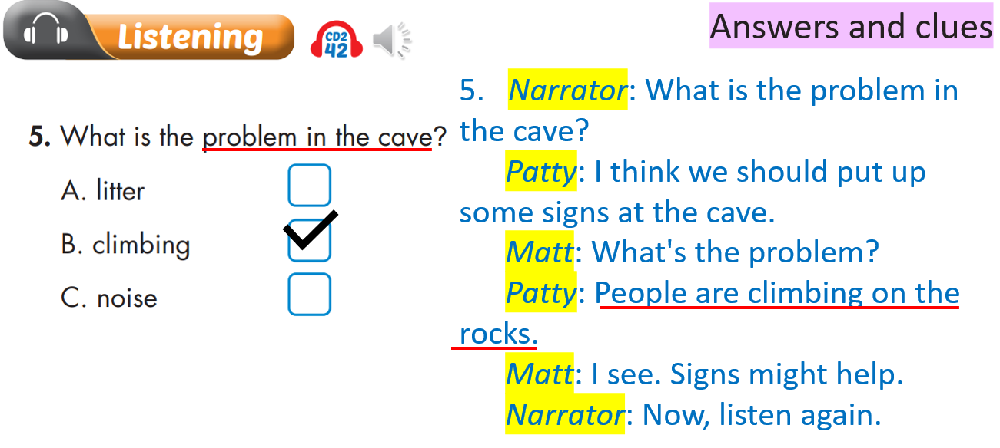 Listening
CD2
42
Answers and clues
5. What is the problem in the cave?
A. litter
B. climbing
C. noise
5. Narrator: What is the problem in
the cave?
Patty: I think we should put up
some signs at the cave.
Matt: What's the problem?
Patty: People are climbing on the
rocks.
Matt: I see. Signs might help.
Narrator: Now, listen again.